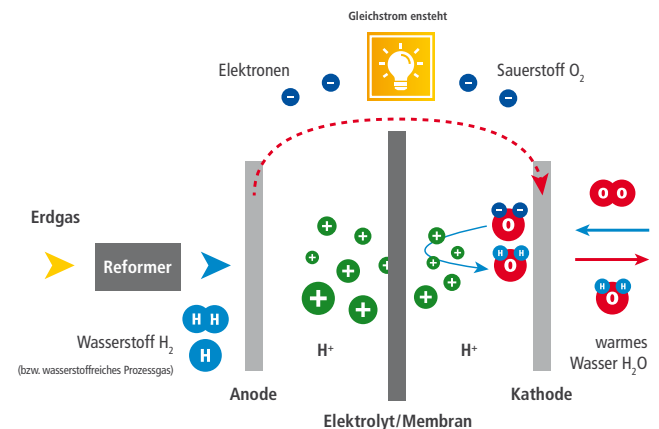 Gleichstrom ensteht
Elektronen
Sauerstoff O₂
Erdgas
Reformer
H H
H
Wasserstoff H₂
(bzw. wasserstoffreiches Prozessgas)
+ + + + + + +
+ + + + +
H⁺
H⁺
- -
O
H H
O
O O
H H
O
warmes
Wasser H₂O
Anode
Kathode
Elektrolyt/Membran